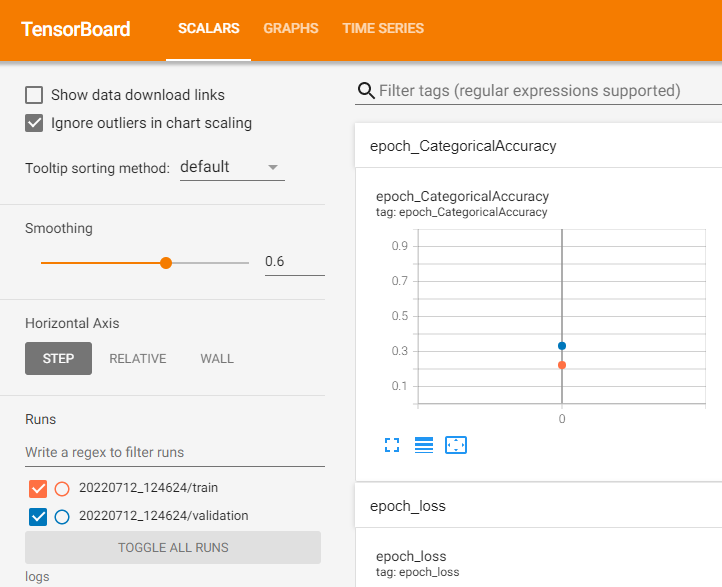 TensorBoard SCALARS GRAPHS TIME SERIES
Show data download links
Ignore outliers in chart scaling
Tooltip sorting method: default
Smoothing
0.6
Horizontal Axis
STEP RELATIVE WALL
Runs
Write a regex to filter runs
20220712_124624/train
20220712_124624/validation
TOGGLE ALL RUNS
logs
Filter tags (regular expressions supported)
epoch_CategoricalAccuracy
epoch_CategoricalAccuracy
tag: epoch_CategoricalAccuracy
0.9
0.7
0.5
0.3
0.1
0
epoch_loss
epoch_loss
tag: epoch_loss